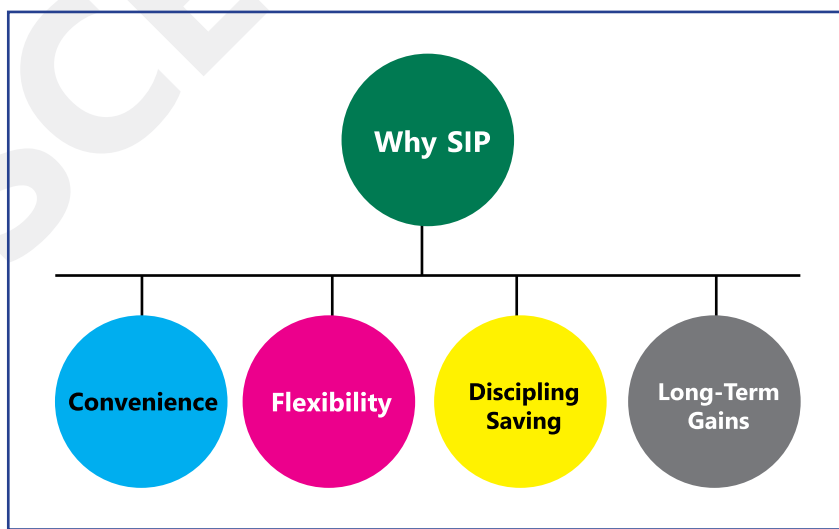 Why SIP
Convenience
Flexibility
Discipling
Saving
Long-Term
Gains